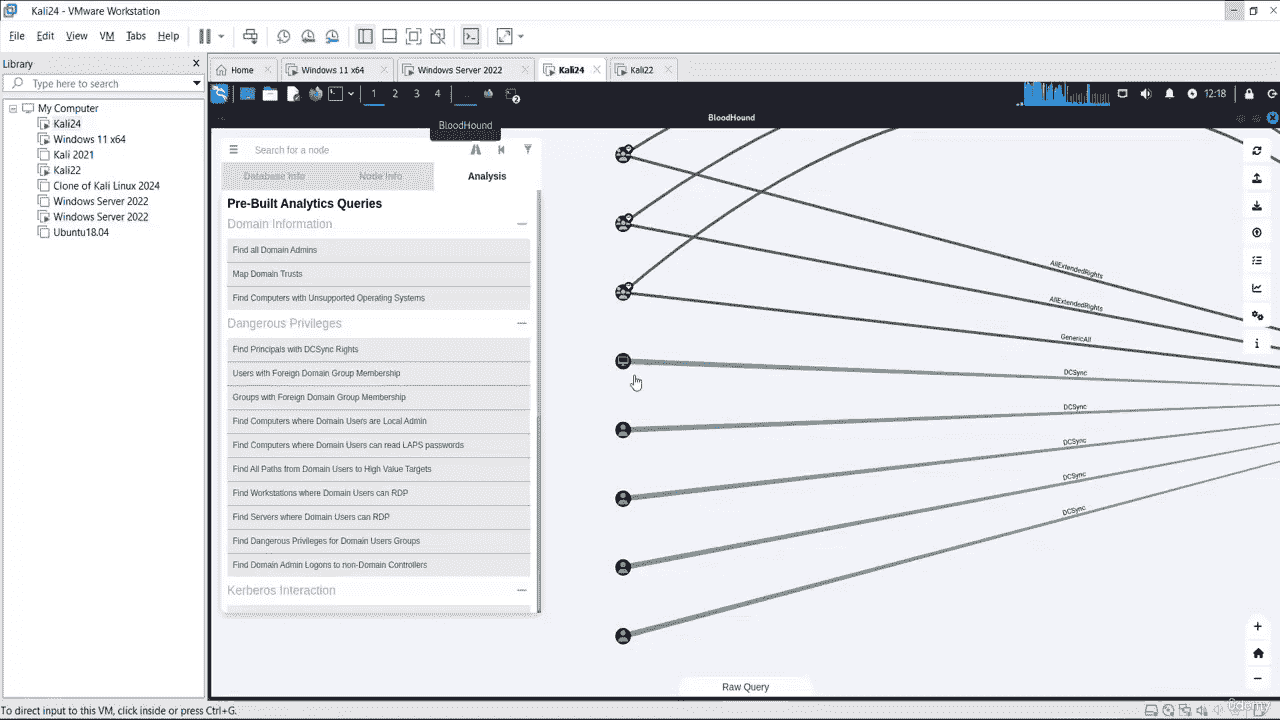 Kali24 - VMware Workstation
File Edit View VM Tabs Help
Library
Type here to search
My Computer
Kali24
Windows 11 x64
Kali 2021
Kali22
Clone of Kali Linux 2024
Windows Server 2022
Windows Server 2022
Ubuntu18.04
Home Windows 11 x64 Windows Server 2022 Kali24 Kali22
1 2 3 4 2 12:18
BloodHound BloodHound
Search for a node
Database Info Node Info Analysis
Pre-Built Analytics Queries
Domain Information
Find all Domain Admins
Map Domain Trusts
Find Computers with Unsupported Operating Systems
Dangerous Privileges
Find Principals with DCSync Rights
Users with Foreign Domain Group Membership
Groups with Foreign Domain Group Membership
Find Computers where Domain Users are Local Admin
Find Computers where Domain Users can read LAPS passwords
Find All Paths from Domain Users to High Value Targets
Find Workstations where Domain Users can RDP
Find Servers where Domain Users can RDP
Find Dangerous Privileges for Domain Users Groups
Find Domain Admin Logons to non-Domain Controllers
Kerberos Interaction
AllExtendedRights
AllExtendedRights
GenericAll
DCSync
DCSync
DCSync
DCSync
DCSync
Raw Query
To direct input to this VM, click inside or press Ctrl+G.
Udemy